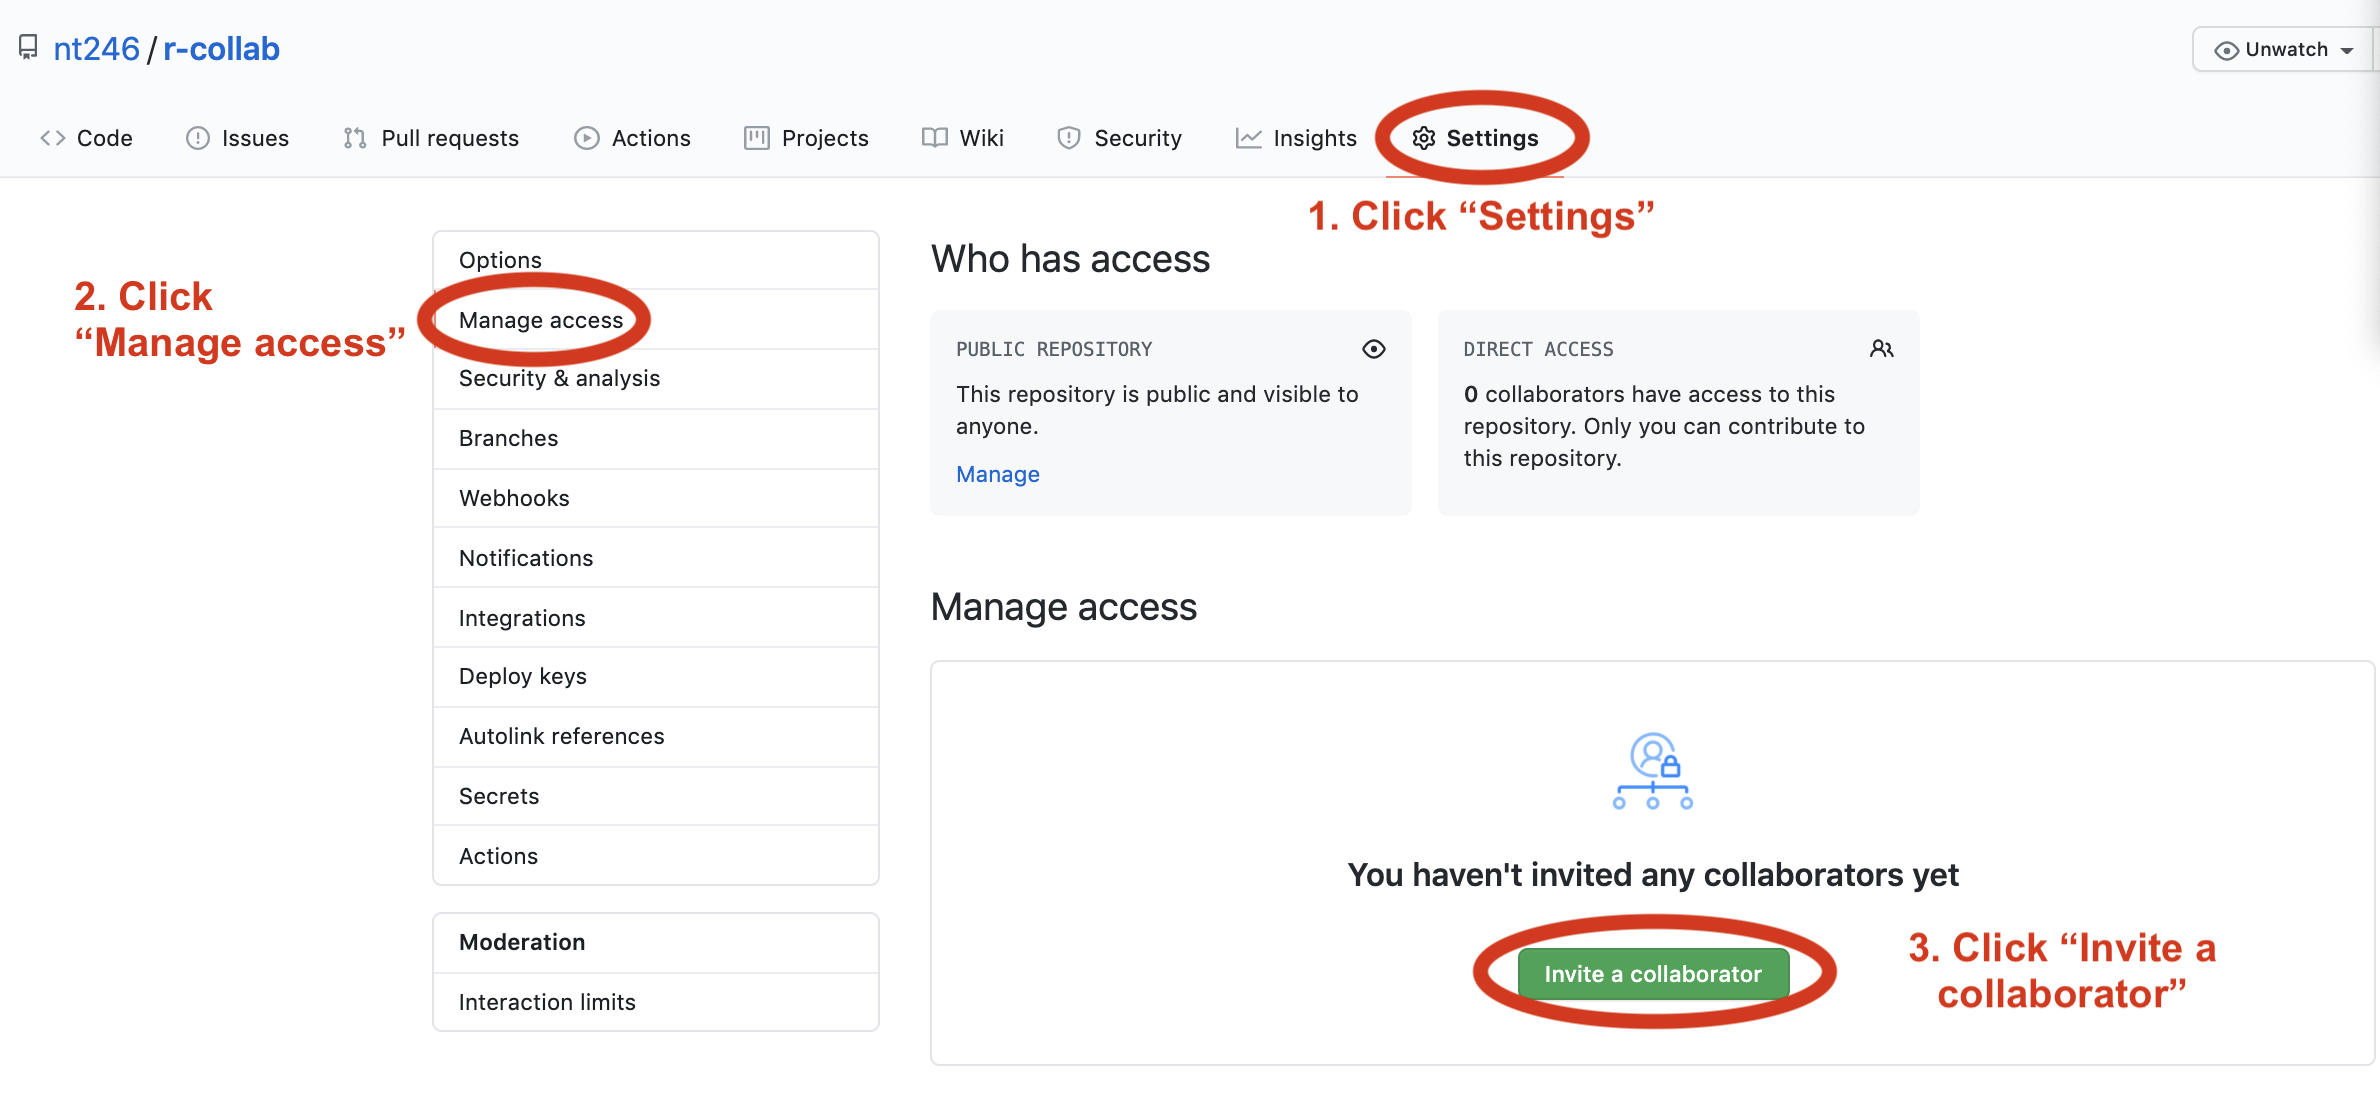 nt246 / r-collab
Unwatch
Code
Issues
Pull requests
Actions
Projects
Wiki
Security
Insights
Settings
1. Click “Settings”
2. Click
“Manage access”
Options
Manage access
Security & analysis
Branches
Webhooks
Notifications
Integrations
Deploy keys
Autolink references
Secrets
Actions
Moderation
Interaction limits
Who has access
PUBLIC REPOSITORY
This repository is public and visible to
anyone.
Manage
DIRECT ACCESS
0 collaborators have access to this
repository. Only you can contribute to
this repository.
Manage access
You haven't invited any collaborators yet
Invite a collaborator
3. Click “Invite a
collaborator”